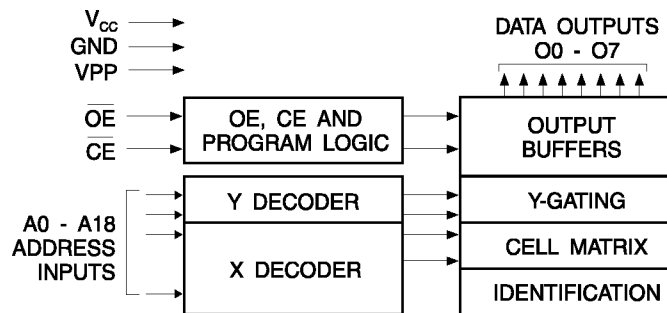 V_CC
GND
VPP
DATA OUTPUTS
O0 - O7
OE
CE
OE, CE AND
PROGRAM LOGIC
OUTPUT
BUFFERS
A0 - A18
ADDRESS
INPUTS
Y DECODER
Y-GATING
X DECODER
CELL MATRIX
IDENTIFICATION